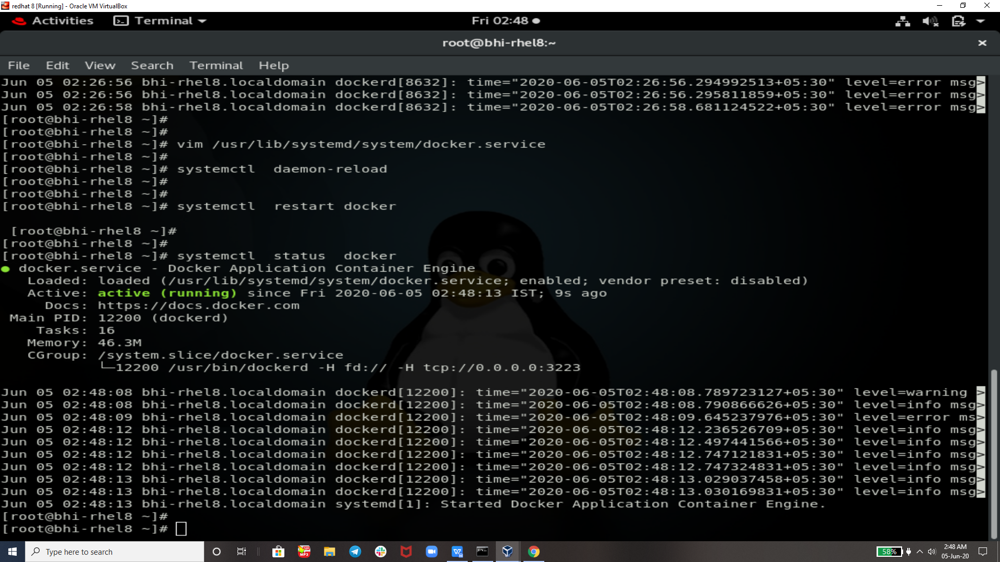 redhat 8 [Running] - Oracle VM VirtualBox
Activities Terminal Fri 02:48
root@bhi-rhel8:~
File Edit View Search Terminal Help
Jun 05 02:26:56 bhi-rhel8.localdomain dockerd[8632]: time="2020-06-05T02:26:56.294992513+05:30" level=error msg>
Jun 05 02:26:56 bhi-rhel8.localdomain dockerd[8632]: time="2020-06-05T02:26:56.295811859+05:30" level=error msg>
Jun 05 02:26:58 bhi-rhel8.localdomain dockerd[8632]: time="2020-06-05T02:26:58.681124522+05:30" level=error msg>
[root@bhi-rhel8 ~]#
[root@bhi-rhel8 ~]#
[root@bhi-rhel8 ~]# vim /usr/lib/systemd/system/docker.service
[root@bhi-rhel8 ~]#
[root@bhi-rhel8 ~]# systemctl  daemon-reload
[root@bhi-rhel8 ~]#
[root@bhi-rhel8 ~]#
[root@bhi-rhel8 ~]# systemctl  restart docker
[root@bhi-rhel8 ~]#
[root@bhi-rhel8 ~]#
[root@bhi-rhel8 ~]# systemctl  status  docker
● docker.service - Docker Application Container Engine
Loaded: loaded (/usr/lib/systemd/system/docker.service; enabled; vendor preset: disabled)
Active: active (running) since Fri 2020-06-05 02:48:13 IST; 9s ago
Docs: https://docs.docker.com
Main PID: 12200 (dockerd)
Tasks: 16
Memory: 46.3M
CGroup: /system.slice/docker.service
└─12200 /usr/bin/dockerd -H fd:// -H tcp://0.0.0.0:3223
Jun 05 02:48:08 bhi-rhel8.localdomain dockerd[12200]: time="2020-06-05T02:48:08.789723127+05:30" level=warning >
Jun 05 02:48:08 bhi-rhel8.localdomain dockerd[12200]: time="2020-06-05T02:48:08.790866626+05:30" level=info msg>
Jun 05 02:48:09 bhi-rhel8.localdomain dockerd[12200]: time="2020-06-05T02:48:09.645237976+05:30" level=error ms>
Jun 05 02:48:12 bhi-rhel8.localdomain dockerd[12200]: time="2020-06-05T02:48:12.236526709+05:30" level=info msg>
Jun 05 02:48:12 bhi-rhel8.localdomain dockerd[12200]: time="2020-06-05T02:48:12.497441566+05:30" level=info msg>
Jun 05 02:48:12 bhi-rhel8.localdomain dockerd[12200]: time="2020-06-05T02:48:12.747121831+05:30" level=info msg>
Jun 05 02:48:12 bhi-rhel8.localdomain dockerd[12200]: time="2020-06-05T02:48:12.747324831+05:30" level=info msg>
Jun 05 02:48:13 bhi-rhel8.localdomain dockerd[12200]: time="2020-06-05T02:48:13.029037458+05:30" level=info msg>
Jun 05 02:48:13 bhi-rhel8.localdomain dockerd[12200]: time="2020-06-05T02:48:13.030169831+05:30" level=info msg>
Jun 05 02:48:13 bhi-rhel8.localdomain systemd[1]: Started Docker Application Container Engine.
[root@bhi-rhel8 ~]#
[root@bhi-rhel8 ~]#
Type here to search
MP3
58%
2:48 AM
05-Jun-20